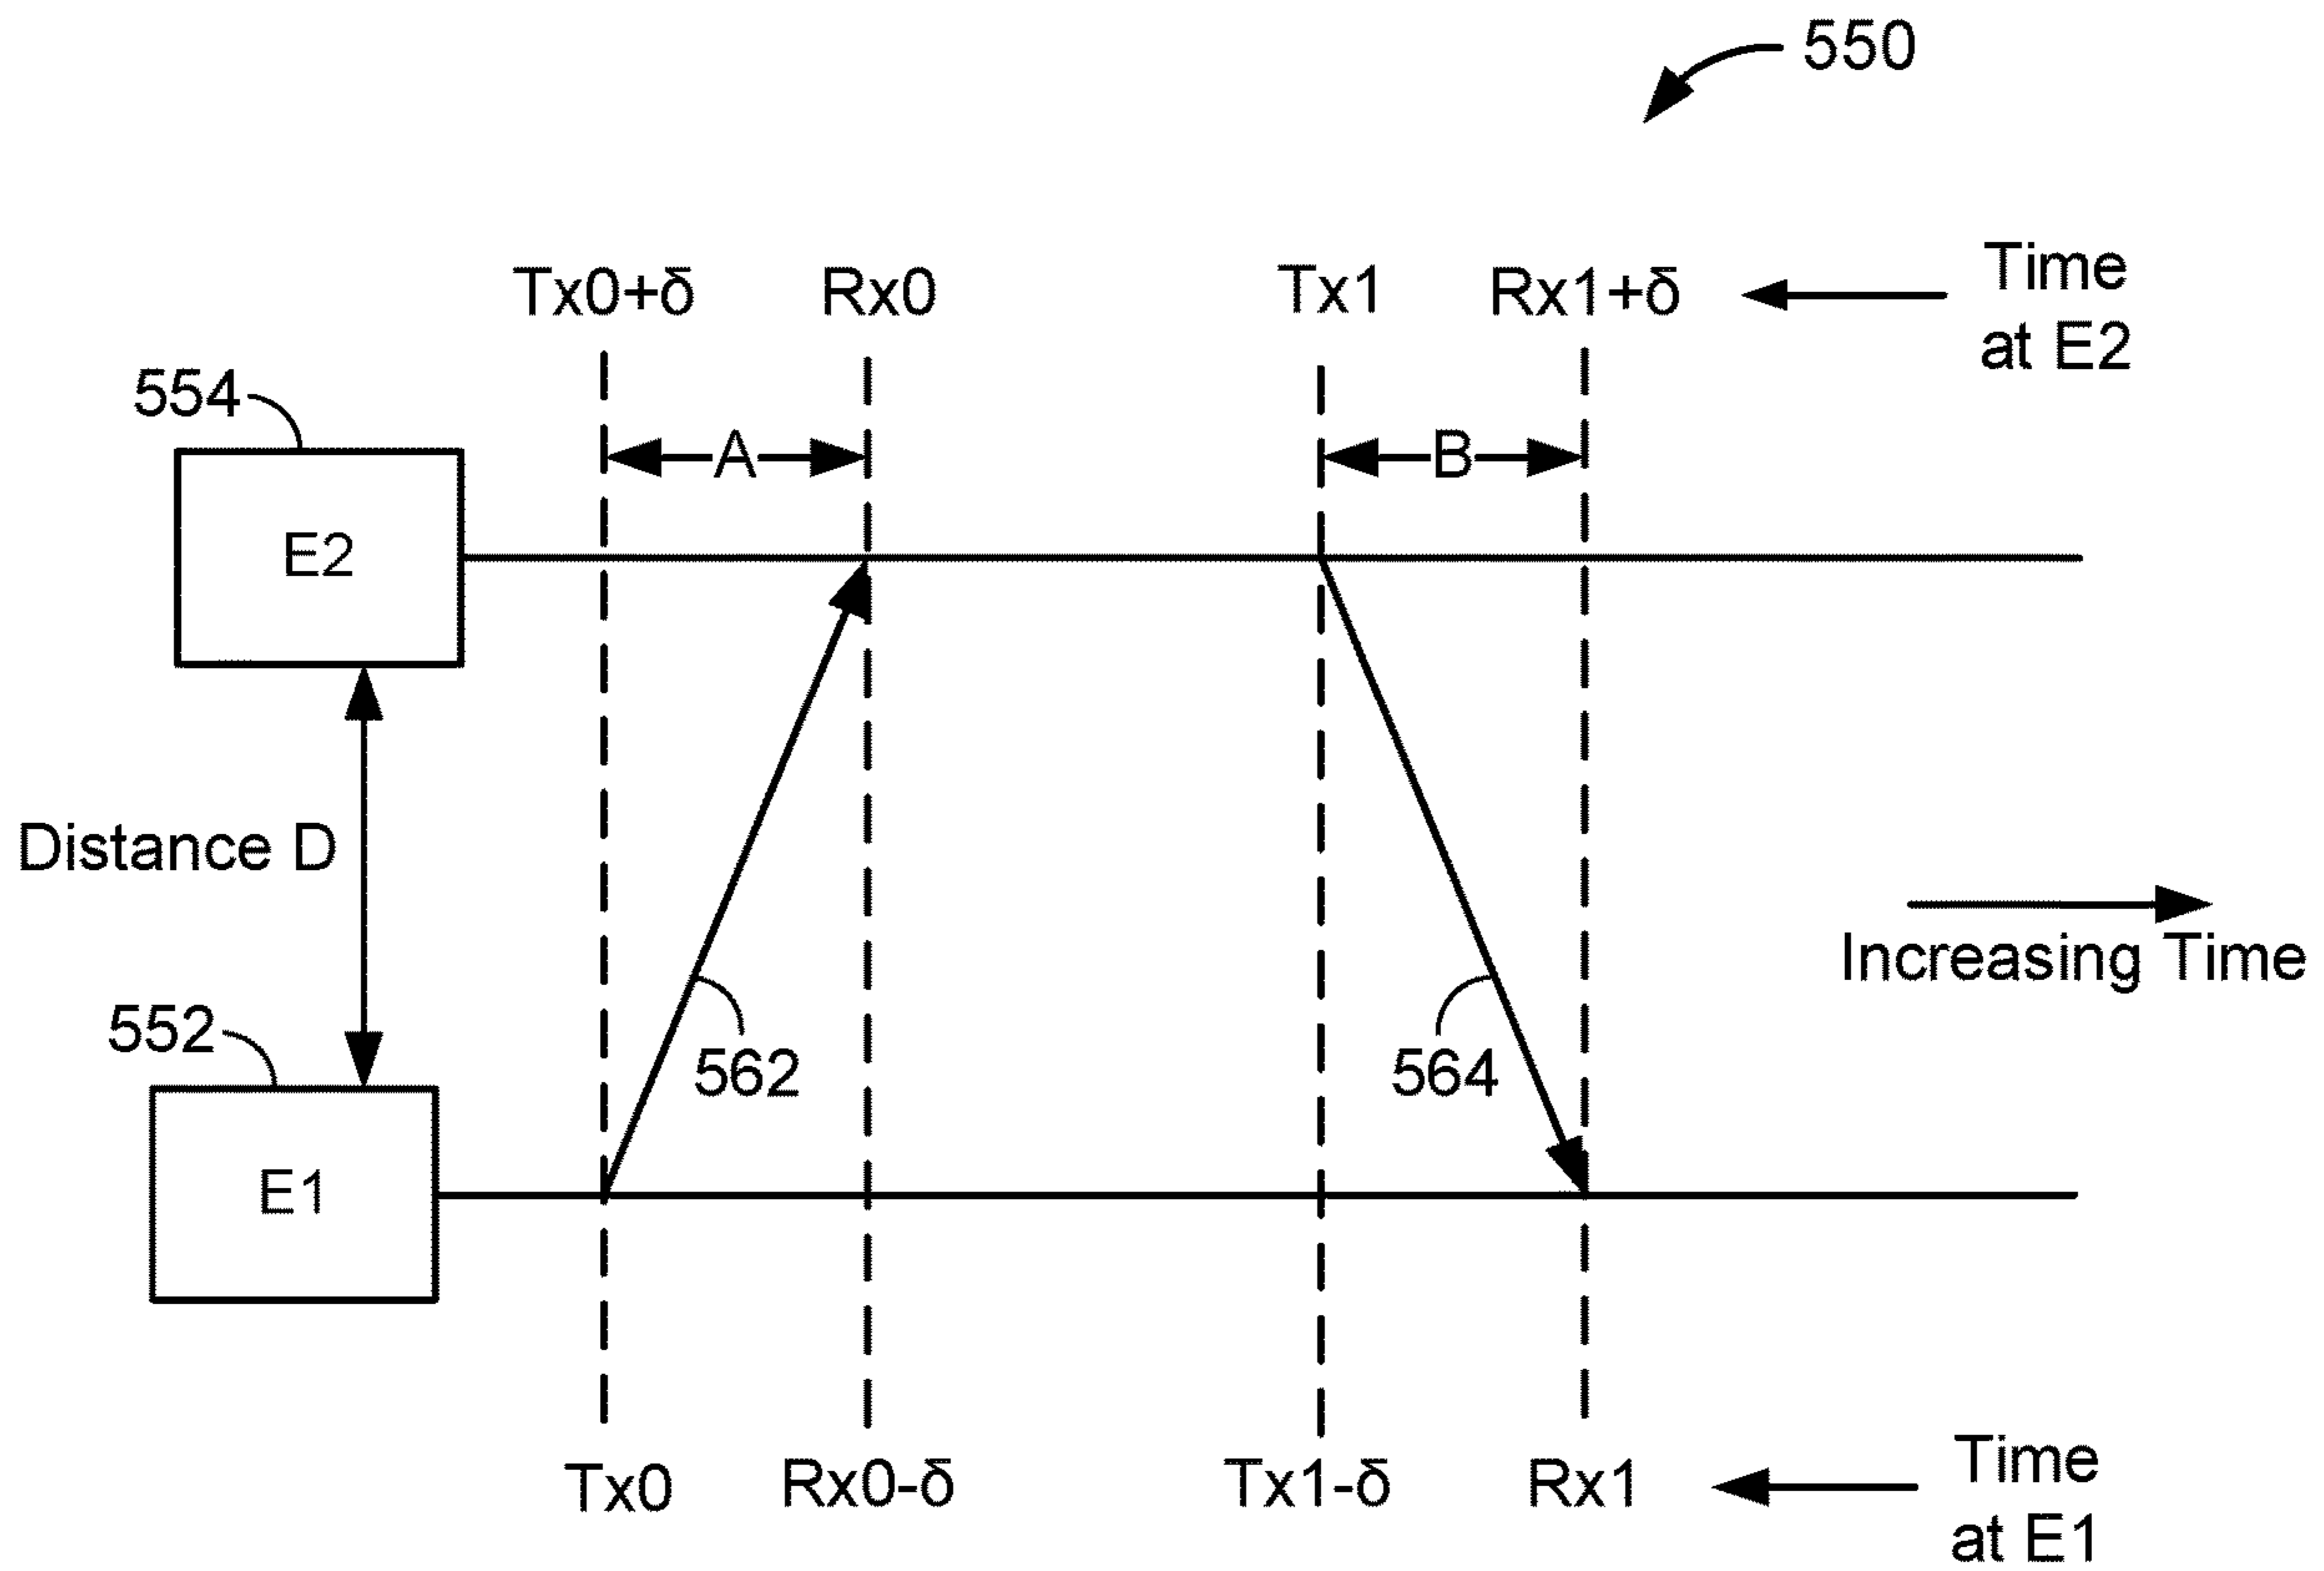 550
Tx0+δ
Rx0
Tx1
Rx1+δ
Time
at E2
554
A
B
E2
Distance D
Increasing Time
552
562
564
E1
Tx0
Rx0-δ
Tx1-δ
Rx1
Time
at E1